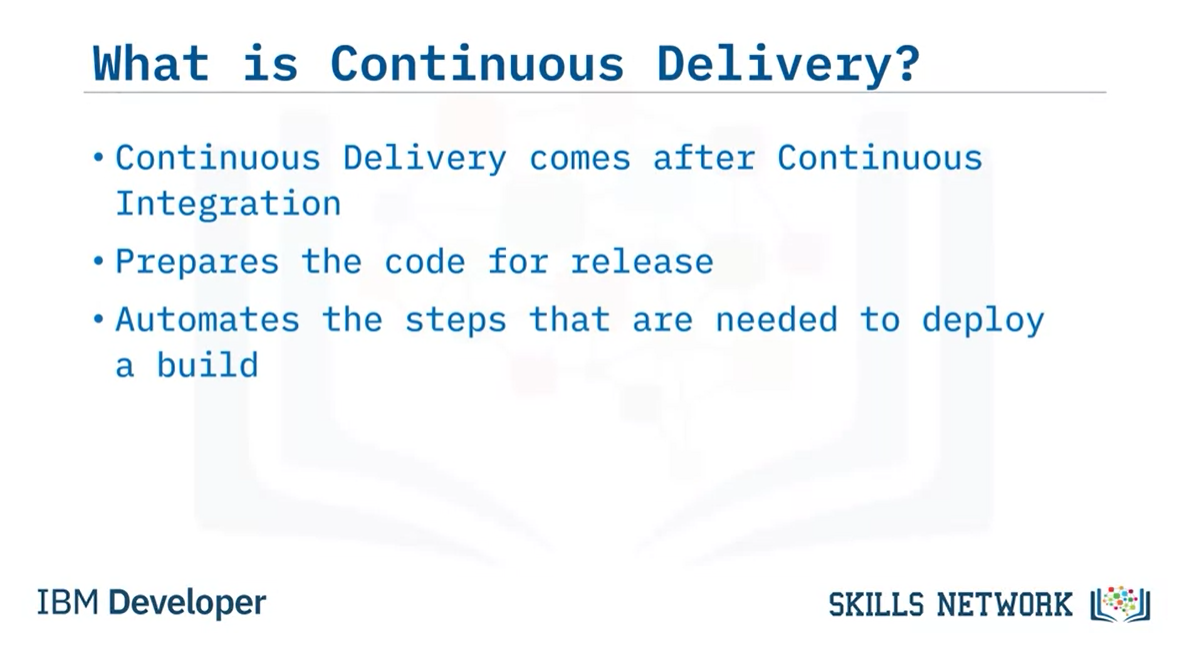 What is Continuous Delivery?
• Continuous Delivery comes after Continuous
Integration
• Prepares the code for release
• Automates the steps that are needed to deploy
a build
IBM Developer
SKILLS NETWORK